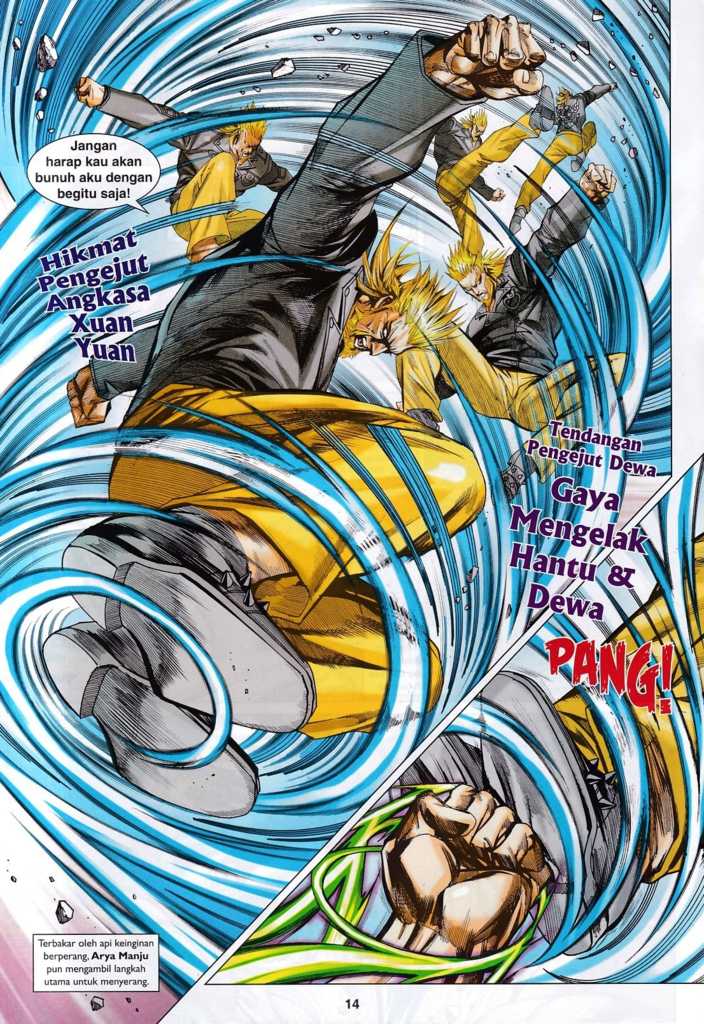 Jangan
harap kau akan
bunuh aku dengan
begitu saja!
Hikmat
Pengejut
Angkasa
Xuan
Yuan
Tendangan
Pengejut Dewa
Gaya
Mengelak
Hantu &
Dewa
PANG!
Terbakar oleh api keinginan
berperang, Arya Manju
pun mengambil langkah
utama untuk menyerang.
14